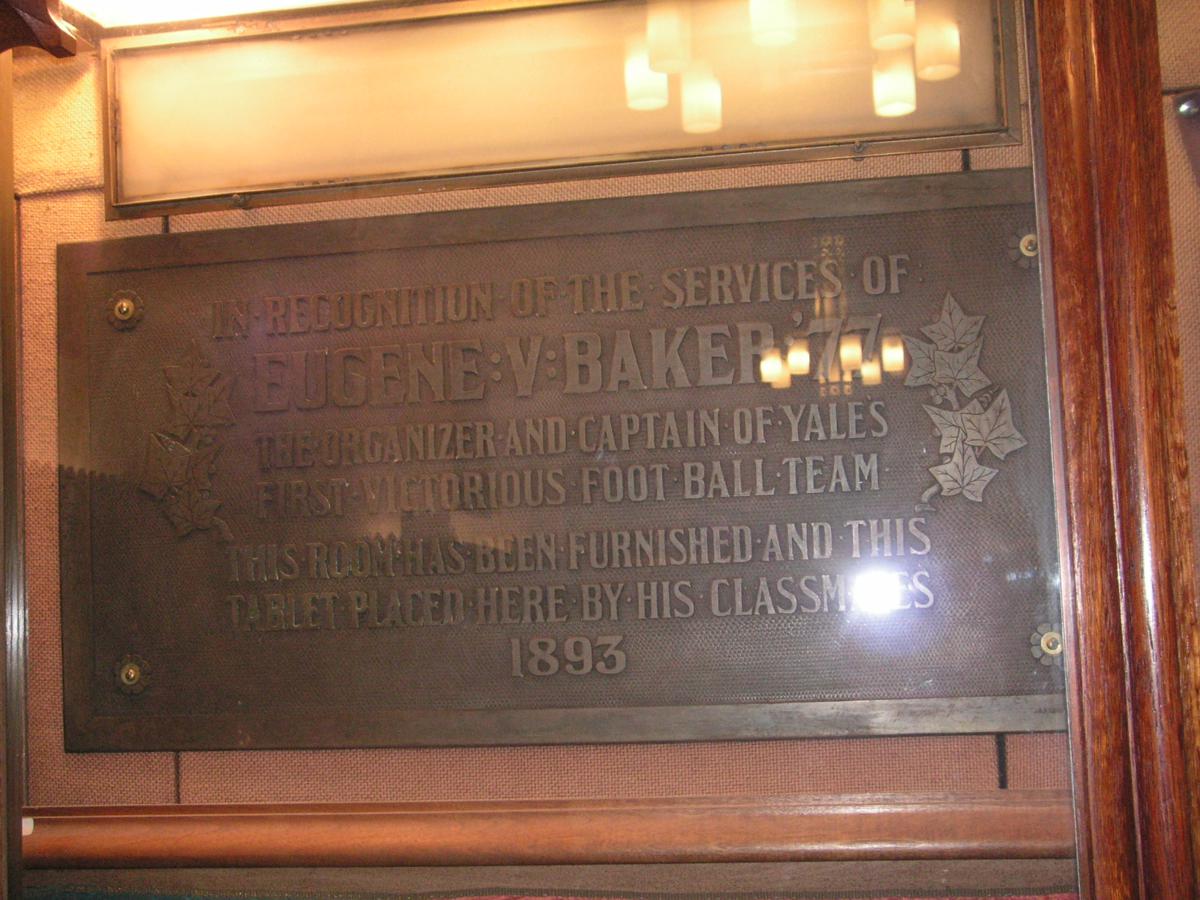 IN·RECOGNITION·OF·THE·SERVICES·OF
EUGENE:V:BAKER '77
THE·ORGANIZER·AND·CAPTAIN·OF·YALE'S
FIRST·VICTORIOUS·FOOT·BALL·TEAM·
THIS·ROOM·HAS·BEEN·FURNISHED·AND·THIS
TABLET·PLACED·HERE·BY·HIS·CLASSMATES
1893